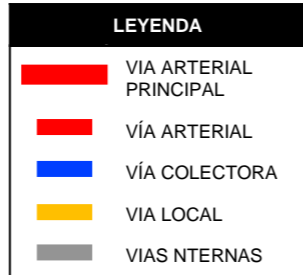 LEYENDA
VIA ARTERIAL
PRINCIPAL
VÍA ARTERIAL
VÍA COLECTORA
VIA LOCAL
VIAS NTERNAS